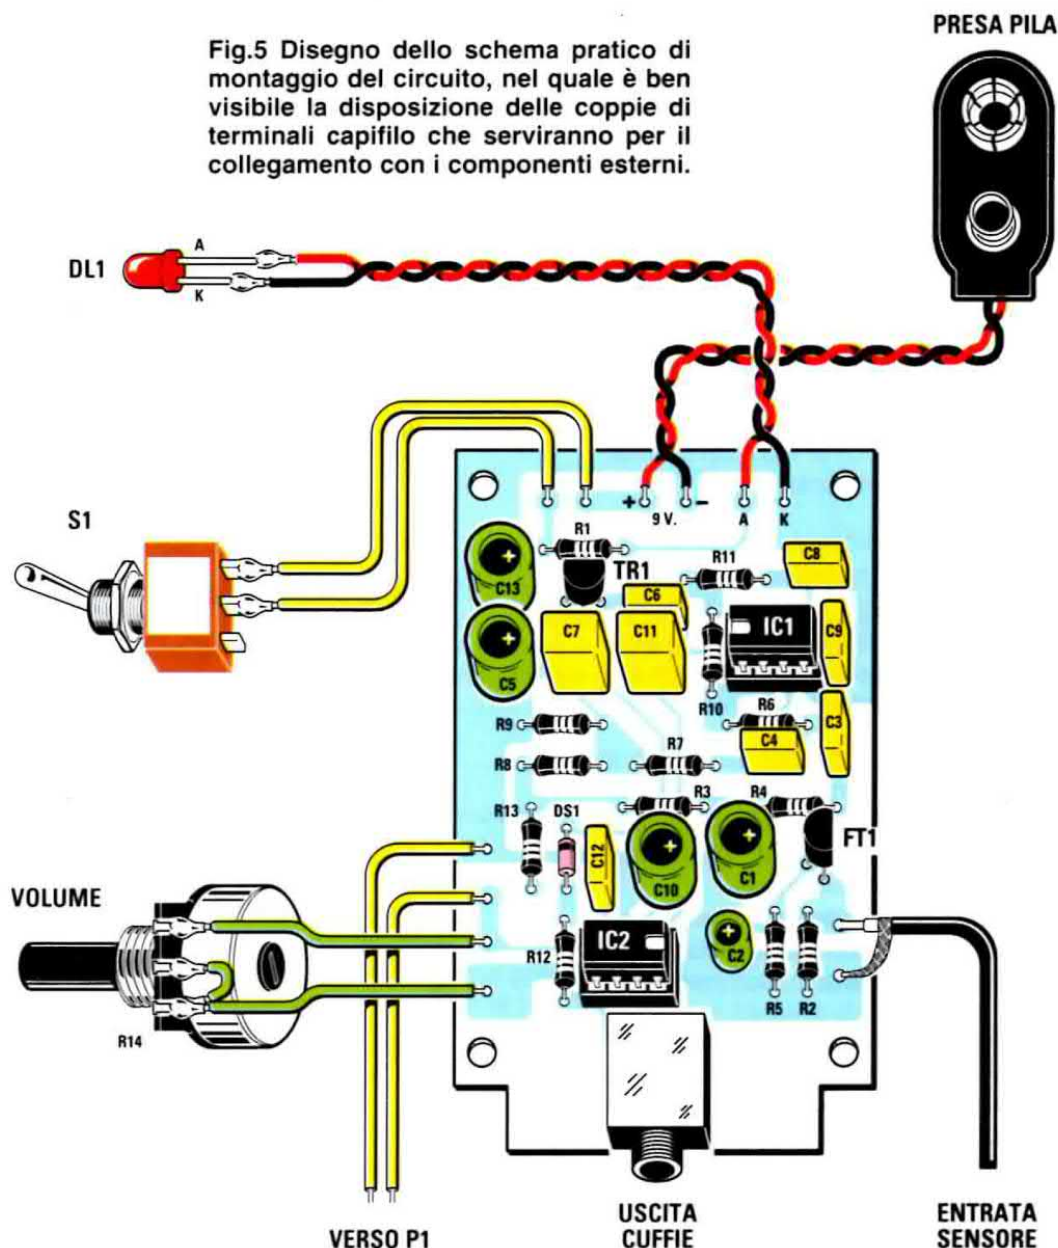 PRESA PILA
Fig.5 Disegno dello schema pratico di
montaggio del circuito, nel quale è ben
visibile la disposizione delle coppie di
terminali capifilo che serviranno per il
collegamento con i componenti esterni.
DL1
A
K
S1
+
9 V.
-
A
K
R1
TR1
R11
C8
C13
C6
C7
C11
IC1
C9
C5
R10
R6
C3
R9
C4
R8
R7
R3
R4
R13
DS1
FT1
C12
C10
C1
VOLUME
R12
IC2
C2
R5
R2
R14
VERSO P1
USCITA
CUFFIE
ENTRATA
SENSORE